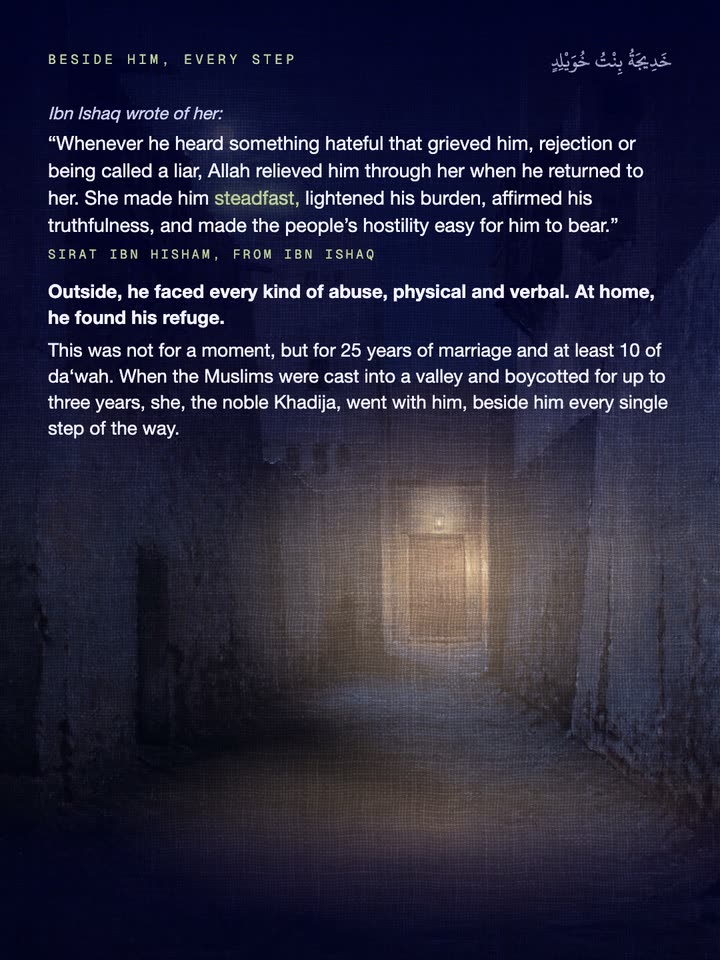 BESIDE HIM, EVERY STEP
خَدِيجَةُ بِنْتُ خُوَيْلِدٍ
Ibn Ishaq wrote of her:
“Whenever he heard something hateful that grieved him, rejection or
being called a liar, Allah relieved him through her when he returned to
her. She made him steadfast, lightened his burden, affirmed his
truthfulness, and made the people’s hostility easy for him to bear.”
SIRAT IBN HISHAM, FROM IBN ISHAQ
Outside, he faced every kind of abuse, physical and verbal. At home,
he found his refuge.
This was not for a moment, but for 25 years of marriage and at least 10 of
da‘wah. When the Muslims were cast into a valley and boycotted for up to
three years, she, the noble Khadija, went with him, beside him every single
step of the way.